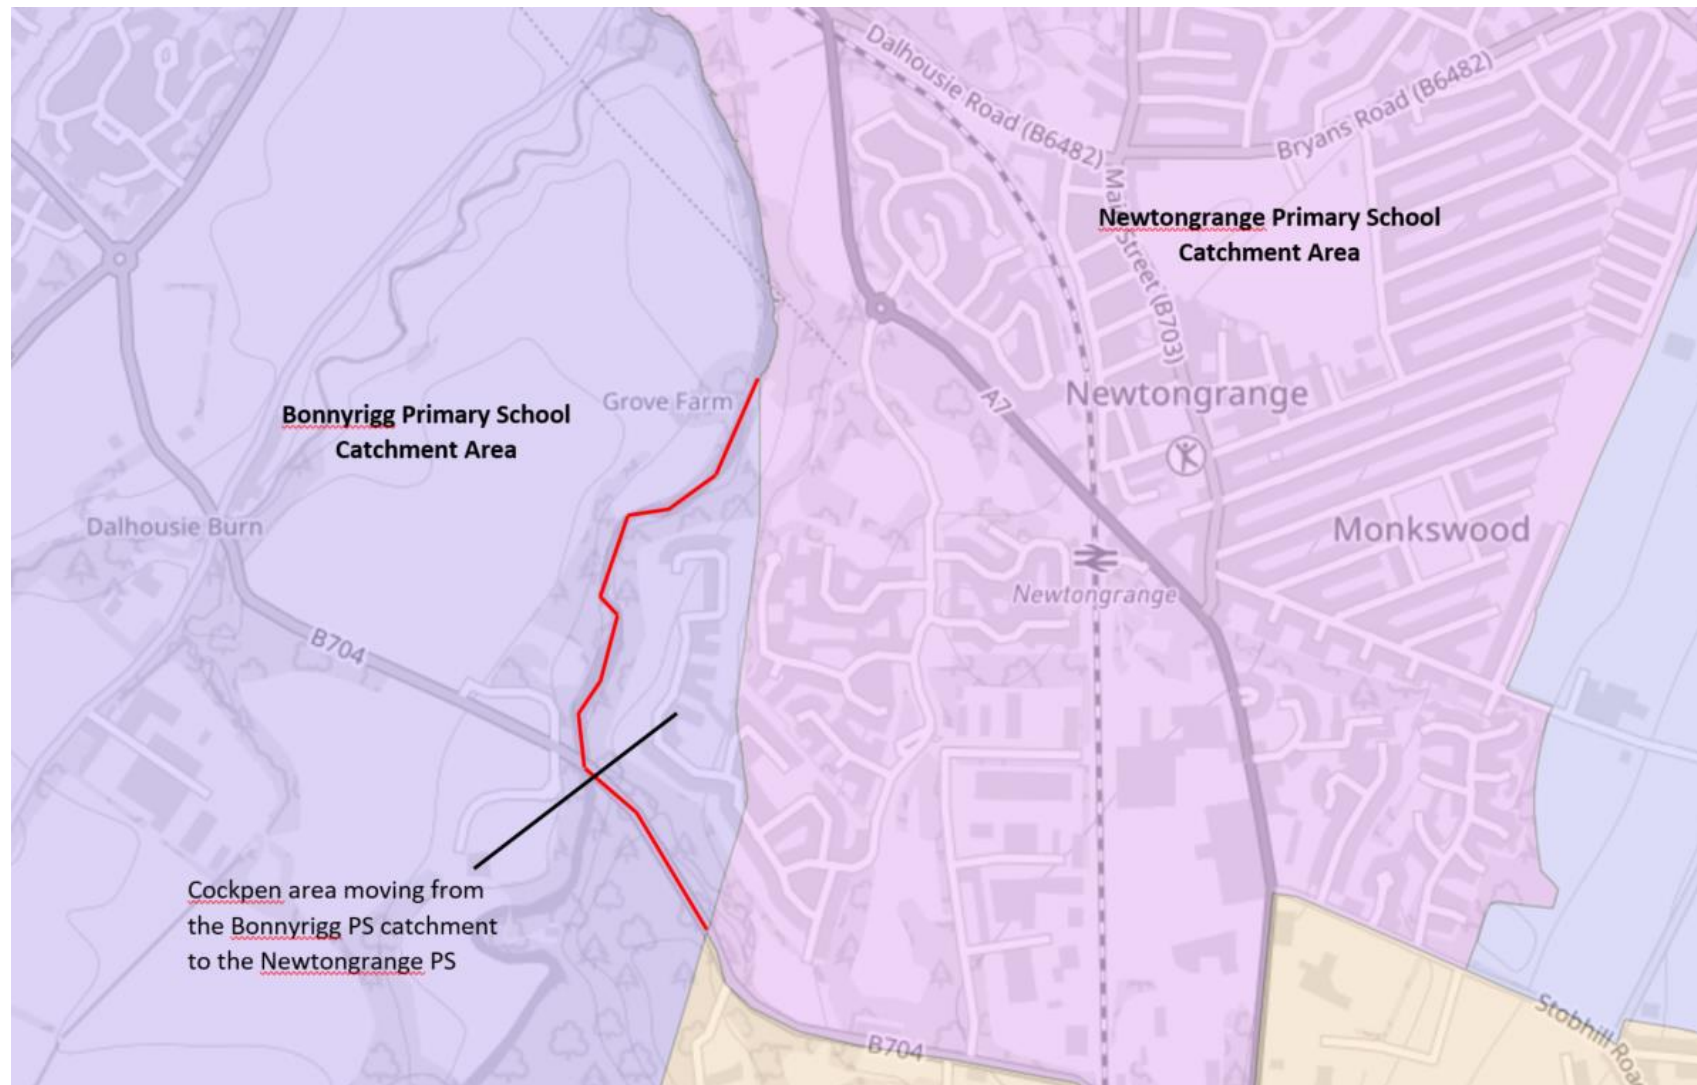 Dalhousie Road (B6482)
Bryans Road (B6482)
Main Street (B703)
Newtongrange Primary School
Catchment Area
A7
Newtongrange
Grove Farm
Bonnyrigg Primary School
Catchment Area
Dalhousie Burn
Monkswood
Newtongrange
B704
Cockpen area moving from
the Bonnyrigg PS catchment
to the Newtongrange PS
B704
Stobhill Roa